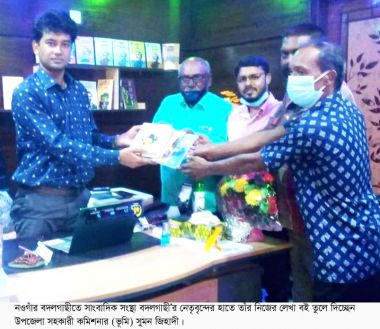 নওগাঁর বদলগাছীতে সাংবাদিক সংস্থা বদলগাছী'র নেতৃবৃন্দের হাতে তাঁর নিজের লেখা বই তুলে দিচ্ছেন
উপজেলা সহকারী কমিশনার (ভূমি) সুমন জিহাদী।